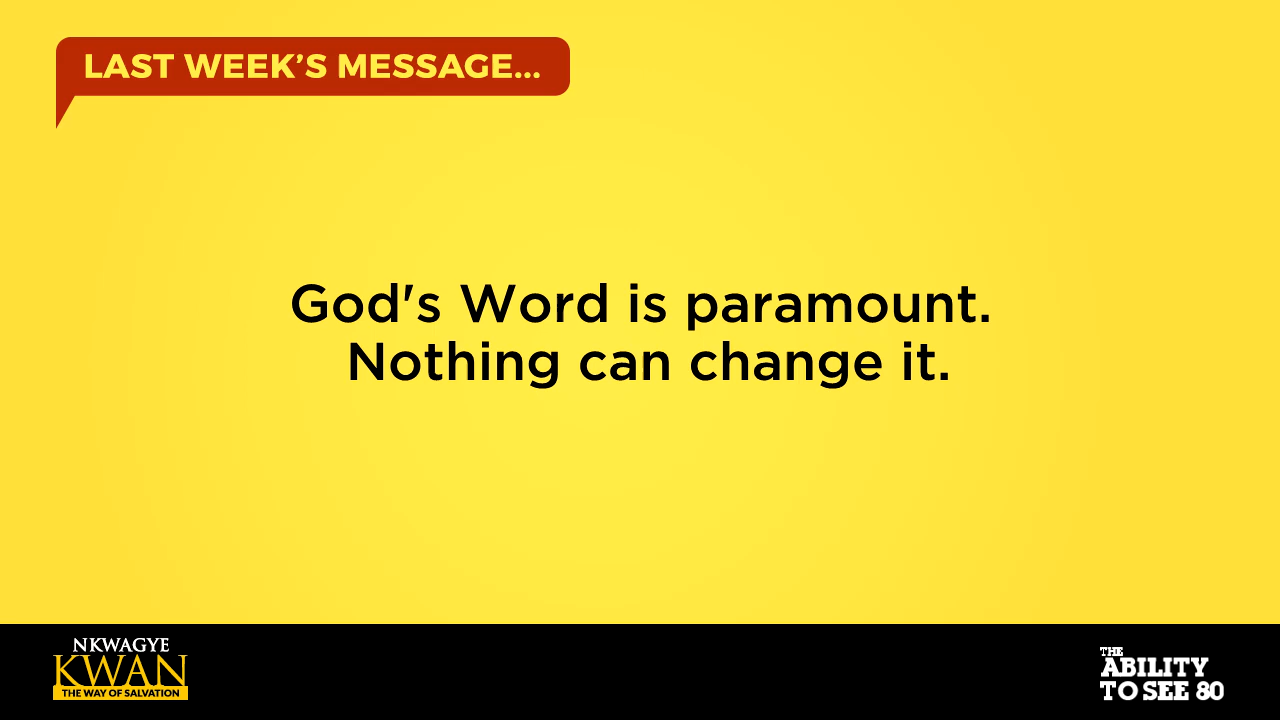 LAST WEEK’S MESSAGE...
God's Word is paramount.
Nothing can change it.
NKWAGYE
KWAN
THE WAY OF SALVATION
THE
ABILITY
TO SEE 80